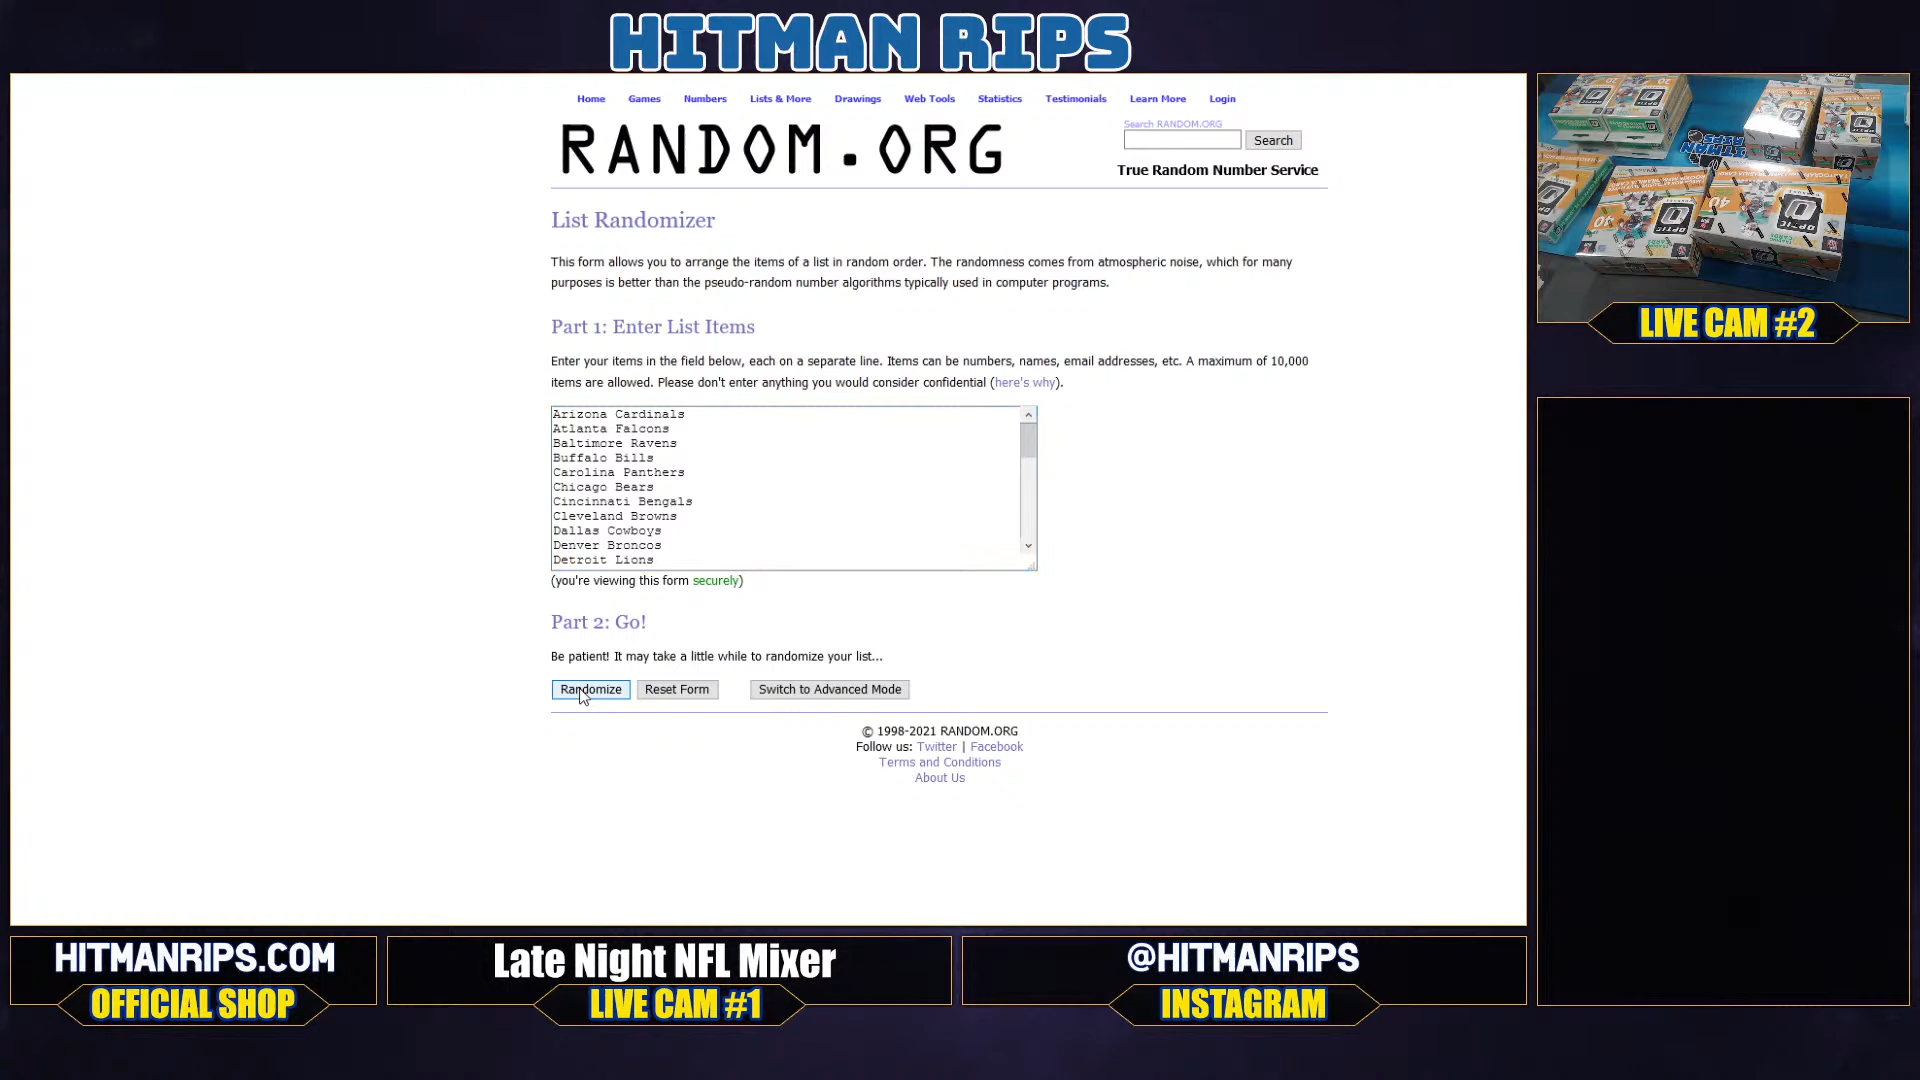 HITMAN RIPS
Home Games Numbers Lists & More Drawings Web Tools Statistics Testimonials Learn More Login
RANDOM.ORG
Search RANDOM.ORG
Search
True Random Number Service
List Randomizer
This form allows you to arrange the items of a list in random order. The randomness comes from atmospheric noise, which for many
purposes is better than the pseudo-random number algorithms typically used in computer programs.
Part 1: Enter List Items
Enter your items in the field below, each on a separate line. Items can be numbers, names, email addresses, etc. A maximum of 10,000
items are allowed. Please don't enter anything you would consider confidential (here's why).
Arizona Cardinals
Atlanta Falcons
Baltimore Ravens
Buffalo Bills
Carolina Panthers
Chicago Bears
Cincinnati Bengals
Cleveland Browns
Dallas Cowboys
Denver Broncos
Detroit Lions
(you're viewing this form securely)
Part 2: Go!
Be patient! It may take a little while to randomize your list...
Randomize Reset Form Switch to Advanced Mode
© 1998-2021 RANDOM.ORG
Follow us: Twitter | Facebook
Terms and Conditions
About Us
OPTIC
40
HITMAN
RIPS
LIVE CAM #2
HITMANRIPS.COM
OFFICIAL SHOP
Late Night NFL Mixer
LIVE CAM #1
@HITMANRIPS
INSTAGRAM